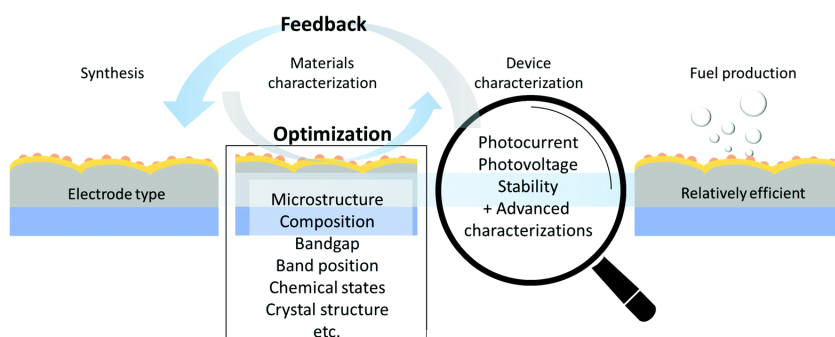 Feedback
Synthesis
Materials
characterization
Device
characterization
Fuel production
Optimization
Electrode type
Microstructure
Composition
Bandgap
Band position
Chemical states
Crystal structure
etc.
Photocurrent
Photovoltage
Stability
+ Advanced
characterizations
Relatively efficient